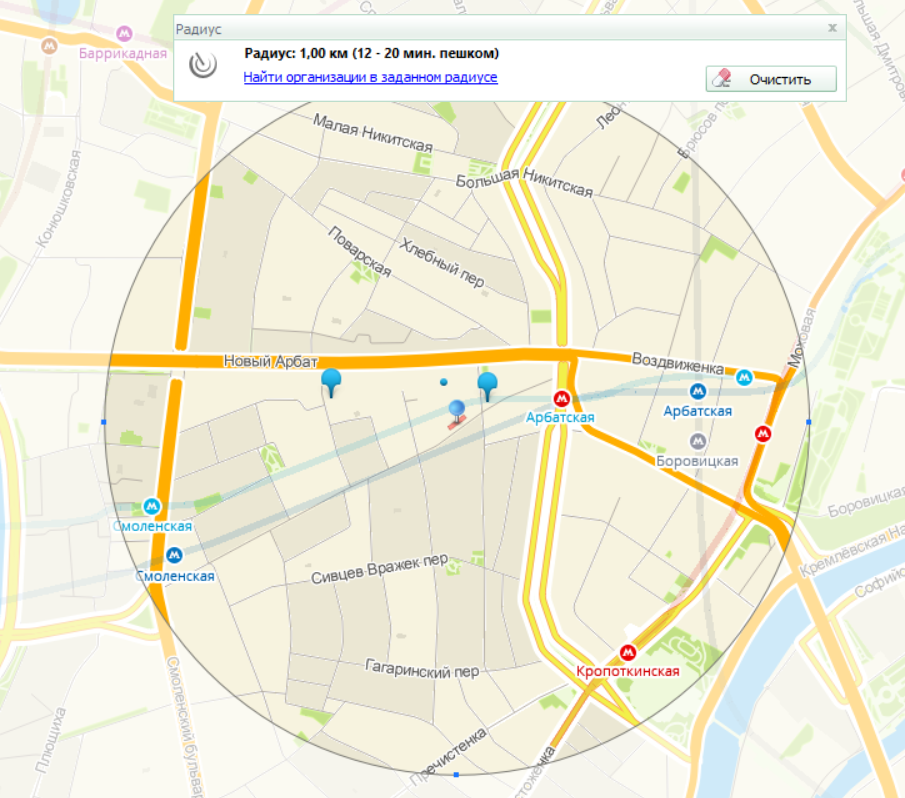 Радиус
x
Радиус: 1,00 км (12 - 20 мин. пешком)
Найти организации в заданном радиусе
Очистить
Баррикадная
Малая Никитская
Большая Никитская
Конюшковская
Поварская
Хлебный пер
Новый Арбат
Воздвиженка
Моховая
Арбатская
Арбатская
Боровицкая
Боровицкая
Смоленская
Смоленская
Сивцев Вражек пер
Кремлёвская На
Софийс
Кропоткинская
Гагаринский пер
Смоленский бульвар
Плющиха
Пречистенка